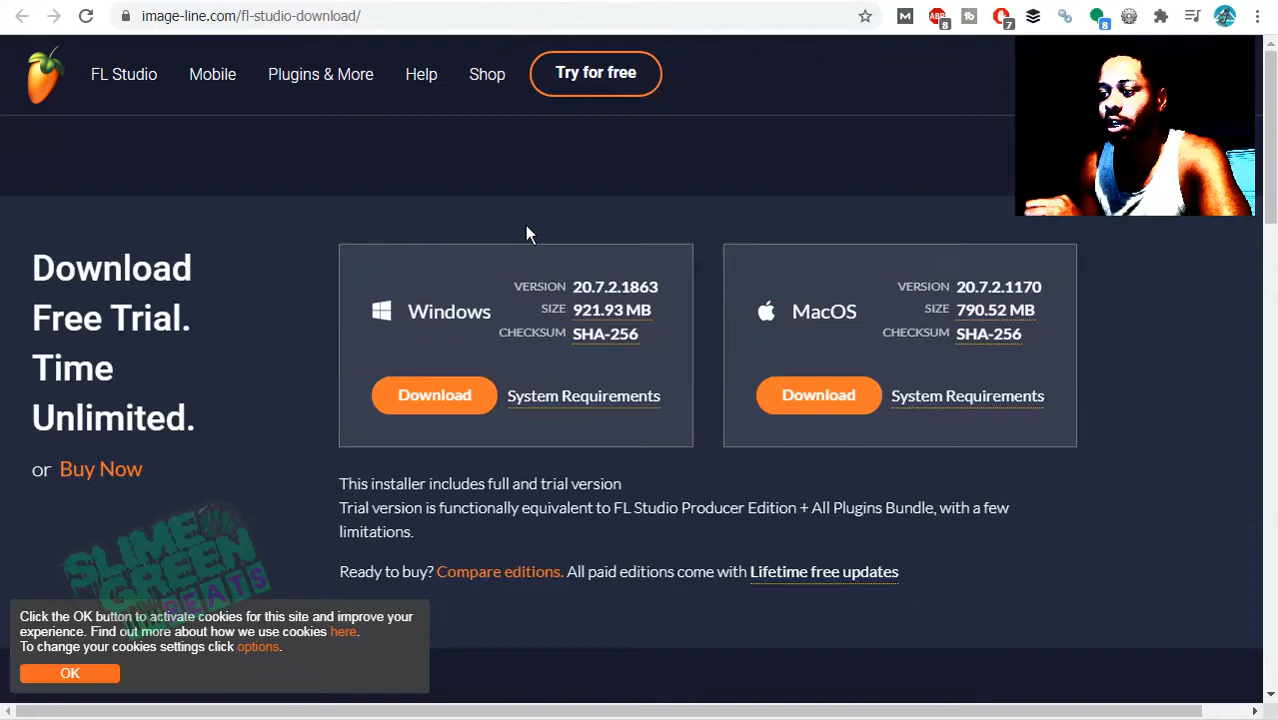 image-line.com/fl-studio-download/
8
7
8
FL Studio
Mobile
Plugins & More
Help
Shop
Try for free
Download
Free Trial.
Time
Unlimited.
or Buy Now
Windows
VERSION 20.7.2.1863
SIZE 921.93 MB
CHECKSUM SHA-256
Download
System Requirements
MacOS
VERSION 20.7.2.1170
SIZE 790.52 MB
CHECKSUM SHA-256
Download
System Requirements
This installer includes full and trial version
Trial version is functionally equivalent to FL Studio Producer Edition + All Plugins Bundle, with a few
limitations.
Ready to buy? Compare editions. All paid editions come with Lifetime free updates
SLIME
GREEN
BEATS
Click the OK button to activate cookies for this site and improve your
experience. Find out more about how we use cookies here.
To change your cookies settings click options.
OK